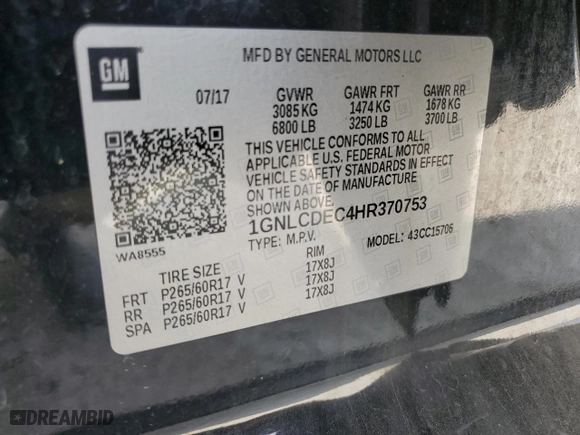 GM
MFD BY GENERAL MOTORS LLC
07/17 GVWR GAWR FRT GAWR RR
3085 KG 1474 KG 1678 KG
6800 LB 3250 LB 3700 LB
THIS VEHICLE CONFORMS TO ALL
APPLICABLE U.S. FEDERAL MOTOR
VEHICLE SAFETY STANDARDS IN EFFECT
ON THE DATE OF MANUFACTURE
SHOWN ABOVE.
1GNLCDEC4HR370753
TYPE: M.P.V. MODEL: 43CC15706
WA8555
TIRE SIZE RIM
FRT P265/60R17 V 17X8J
RR P265/60R17 V 17X8J
SPA P265/60R17 V 17X8J
DREAMBID